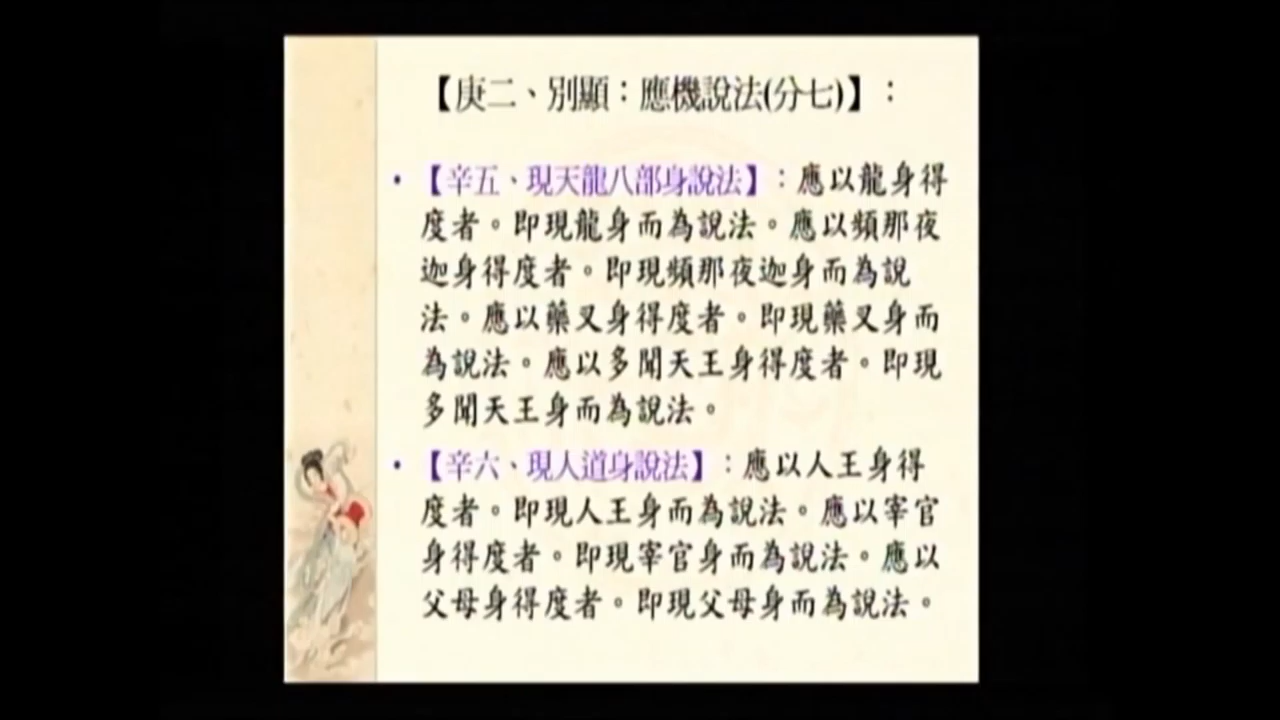 【庚二、別顯：應機說法(分七)】：
• 【辛五、現天龍八部身說法】：應以龍身得
度者。即現龍身而為說法。應以頻那夜
迦身得度者。即現頻那夜迦身而為說
法。應以藥叉身得度者。即現藥叉身而
為說法。應以多聞天王身得度者。即現
多聞天王身而為說法。
• 【辛六、現人道身說法】：應以人王身得
度者。即現人王身而為說法。應以宰官
身得度者。即現宰官身而為說法。應以
父母身得度者。即現父母身而為說法。